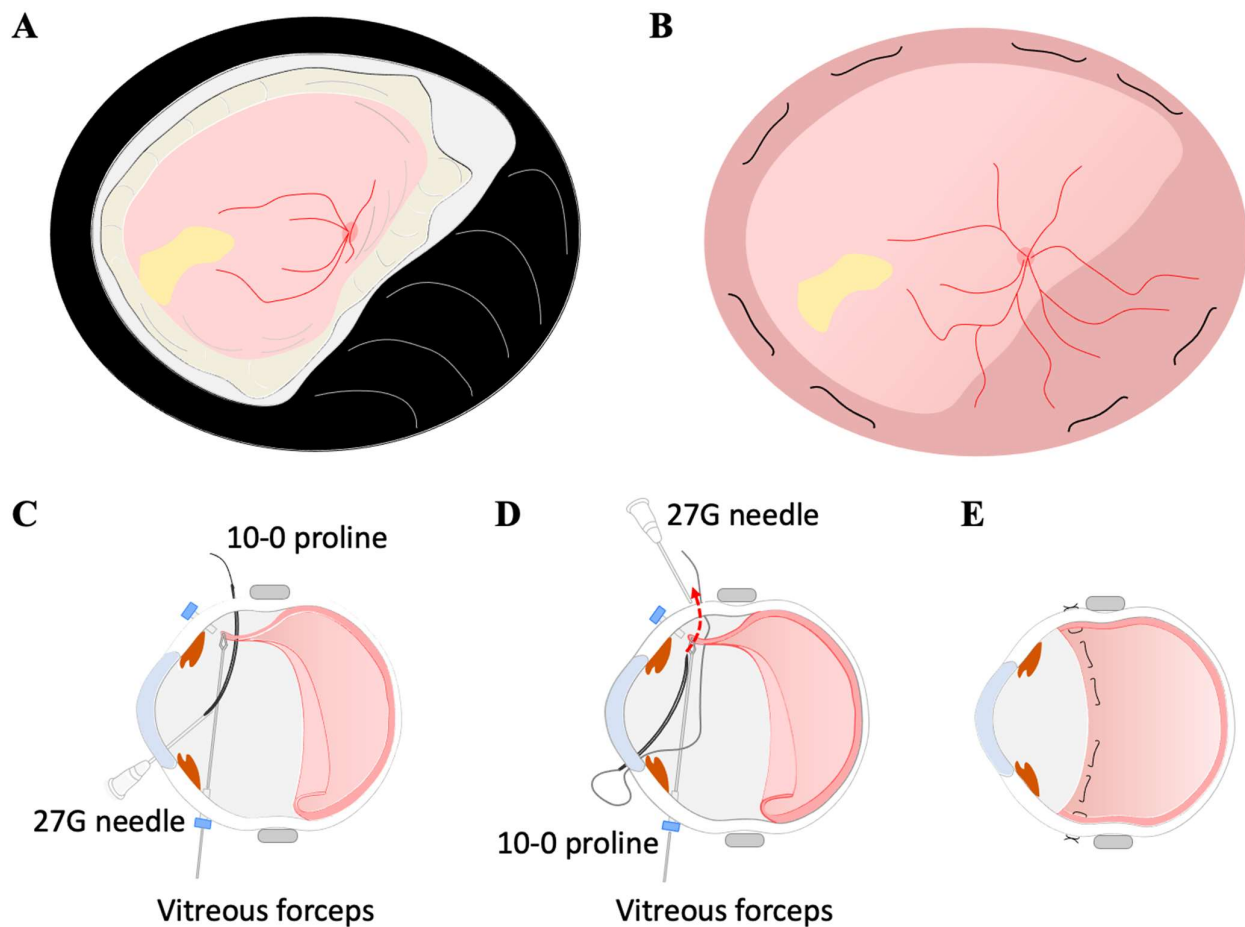 A
B
C
10-0 proline
27G needle
Vitreous forceps
D
27G needle
10-0 proline
Vitreous forceps
E